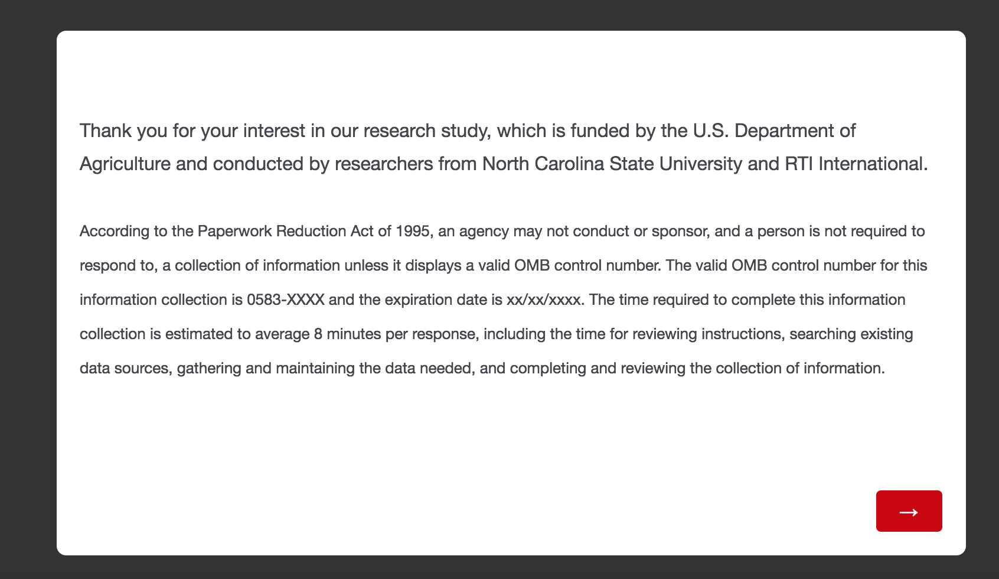 Thank you for your interest in our research study, which is funded by the U.S. Department of
Agriculture and conducted by researchers from North Carolina State University and RTI International.
According to the Paperwork Reduction Act of 1995, an agency may not conduct or sponsor, and a person is not required to
respond to, a collection of information unless it displays a valid OMB control number. The valid OMB control number for this
information collection is 0583-XXXX and the expiration date is xx/xx/xxxx. The time required to complete this information
collection is estimated to average 8 minutes per response, including the time for reviewing instructions, searching existing
data sources, gathering and maintaining the data needed, and completing and reviewing the collection of information.
→